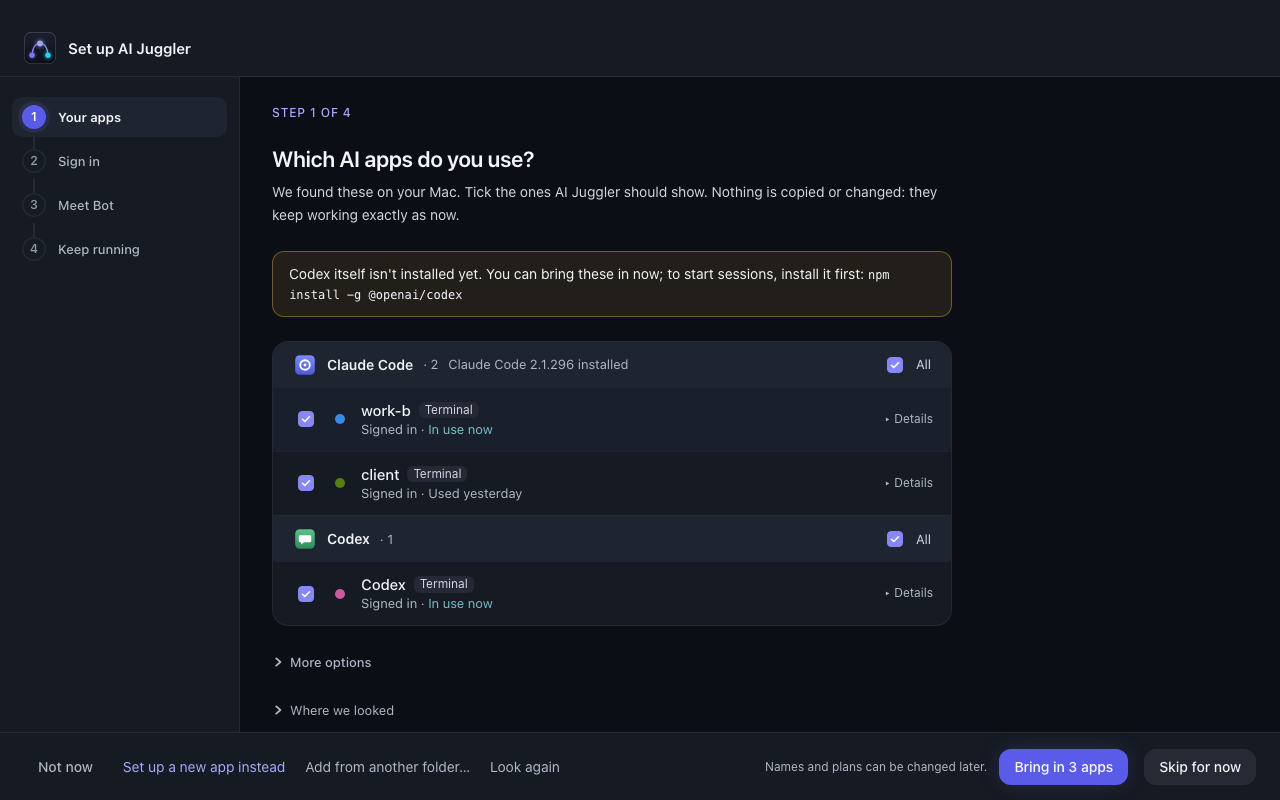 Set up AI Juggler
1 Your apps
2 Sign in
3 Meet Bot
4 Keep running
STEP 1 OF 4
Which AI apps do you use?
We found these on your Mac. Tick the ones AI Juggler should show. Nothing is copied or changed: they
keep working exactly as now.
Codex itself isn't installed yet. You can bring these in now; to start sessions, install it first: npm
install -g @openai/codex
Claude Code · 2 Claude Code 2.1.296 installed All
work-b Terminal
Signed in · In use now
Details
client Terminal
Signed in · Used yesterday
Details
Codex · 1 All
Codex Terminal
Signed in · In use now
Details
More options
Where we looked
Not now Set up a new app instead Add from another folder... Look again Names and plans can be changed later. Bring in 3 apps Skip for now